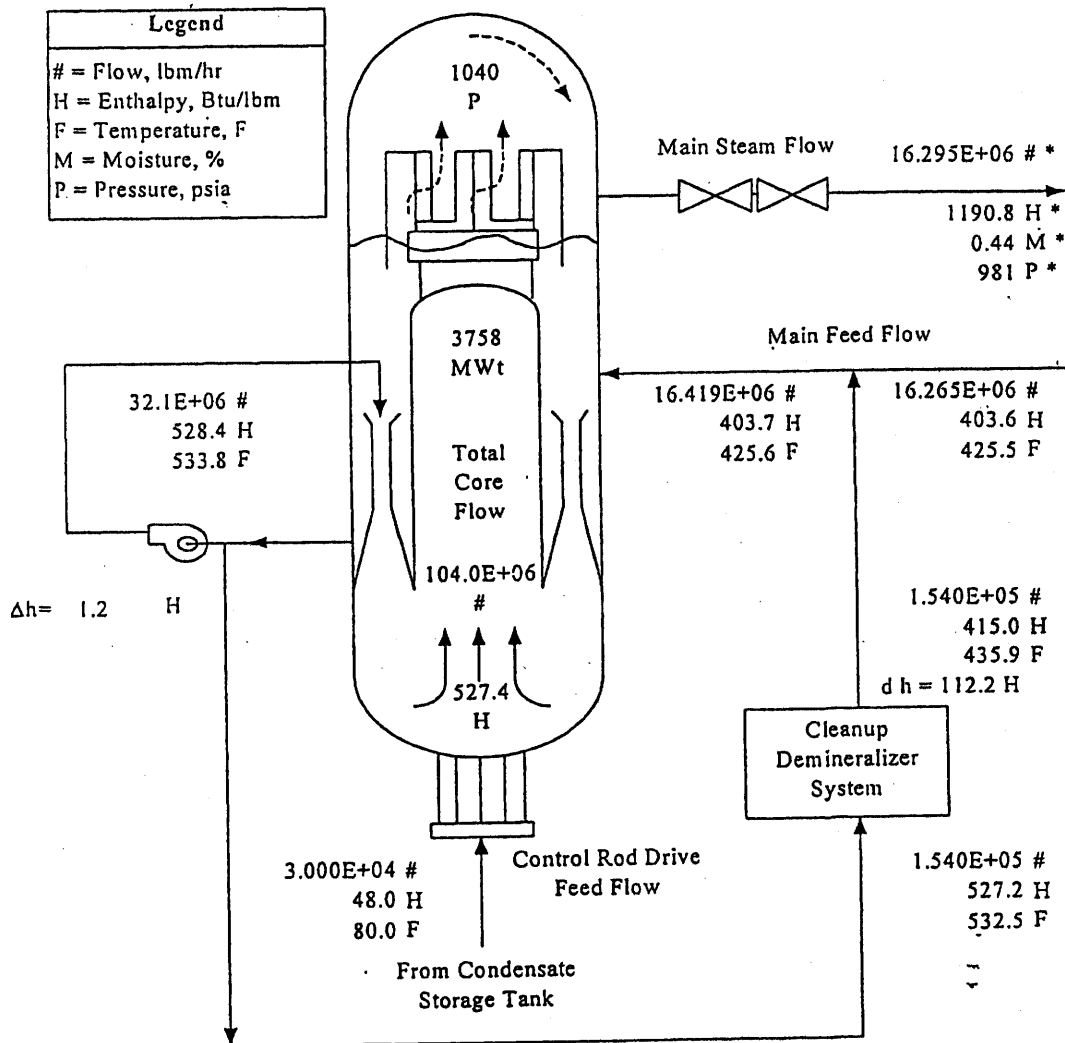 Legend
# = Flow, lbm/hr
H = Enthalpy, Btu/lbm
F = Temperature, F
M = Moisture, %
P = Pressure, psia
1040
P
Main Steam Flow
16.295E+06 # *
1190.8 H *
0.44 M *
981 P *
3758
MWt
Main Feed Flow
16.419E+06 #
403.7 H
425.6 F
16.265E+06 #
403.6 H
425.5 F
32.1E+06 #
528.4 H
533.8 F
Total
Core
Flow
104.0E+06
#
Δh= 1.2 H
527.4
H
1.540E+05 #
415.0 H
435.9 F
d h = 112.2 H
Cleanup
Demineralizer
System
3.000E+04 #
48.0 H
80.0 F
Control Rod Drive
Feed Flow
1.540E+05 #
527.2 H
532.5 F
From Condensate
Storage Tank